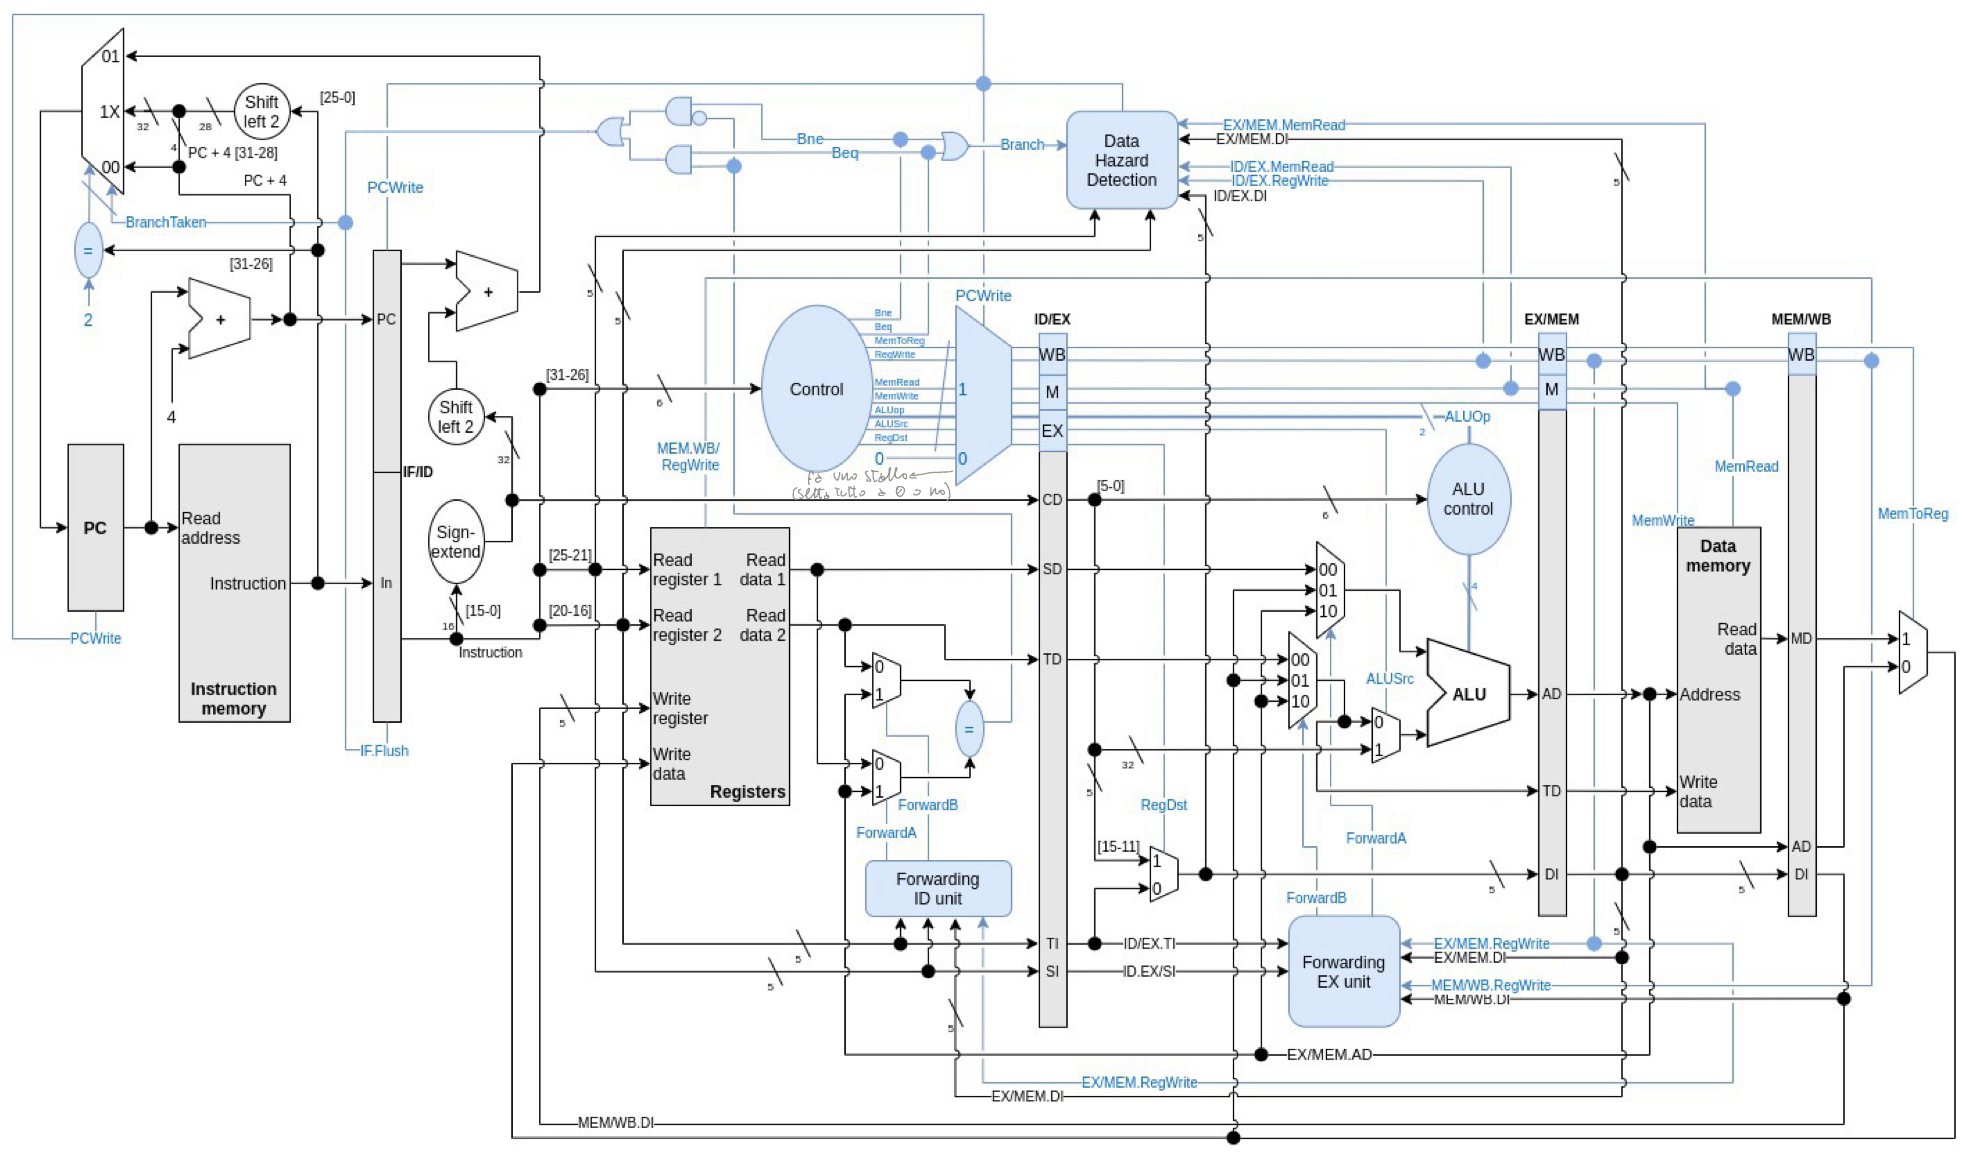 01
1X
00
32
28
4
Shift
left 2
[25-0]
PC + 4 [31-28]
PC + 4
BranchTaken
=
2
[31-26]
+
4
PC
Read
address
Instruction
Instruction
memory
PCWrite
PCWrite
PC
IF/ID
In
IF.Flush
+
Shift
left 2
32
Sign-
extend
16
[15-0]
Instruction
[31-26]
6
[25-21]
[20-16]
5
5
5
Bne
Beq
Branch
Data
Hazard
Detection
EX/MEM.MemRead
EX/MEM.DI
ID/EX.MemRead
ID/EX.RegWrite
ID/EX.DI
5
5
Control
Bne
Beq
MemToReg
RegWrite
MemRead
MemWrite
ALUop
ALUSrc
RegDst
0
1
0
PCWrite
fa uno stallo
(setta tutto a 0 o no)
MEM.WB/
RegWrite
Read
register 1
Read
data 1
Read
register 2
Read
data 2
Write
register
Write
data
Registers
0
1
0
1
=
ForwardB
ForwardA
Forwarding
ID unit
5
5
5
ID/EX
WB
M
EX
CD
SD
TD
TI
SI
[5-0]
6
32
5
RegDst
[15-11]
1
0
ID/EX.TI
ID.EX/SI
00
01
10
00
01
10
ALUSrc
0
1
ALU
2
ALUOp
ALU
control
4
ForwardA
ForwardB
5
Forwarding
EX unit
EX/MEM.RegWrite
EX/MEM.DI
MEM/WB.RegWrite
MEM/WB.DI
5
EX/MEM
WB
M
AD
TD
DI
MemRead
MemWrite
Data
memory
Read
data
Address
Write
data
5
MEM/WB
WB
MD
AD
DI
MemToReg
1
0
EX/MEM.AD
EX/MEM.RegWrite
EX/MEM.DI
MEM/WB.DI